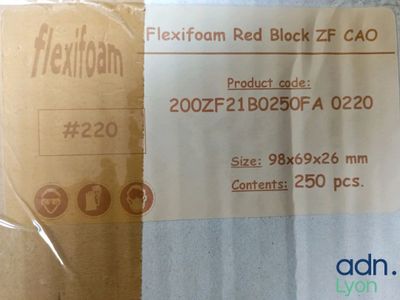 flexifoam
Flexifoam Red Block ZF CAO
Product code:
200ZF21B0250FA 0220
#220
Size: 98x69x26 mm
Contents: 250 pcs.
adn.
Lyon